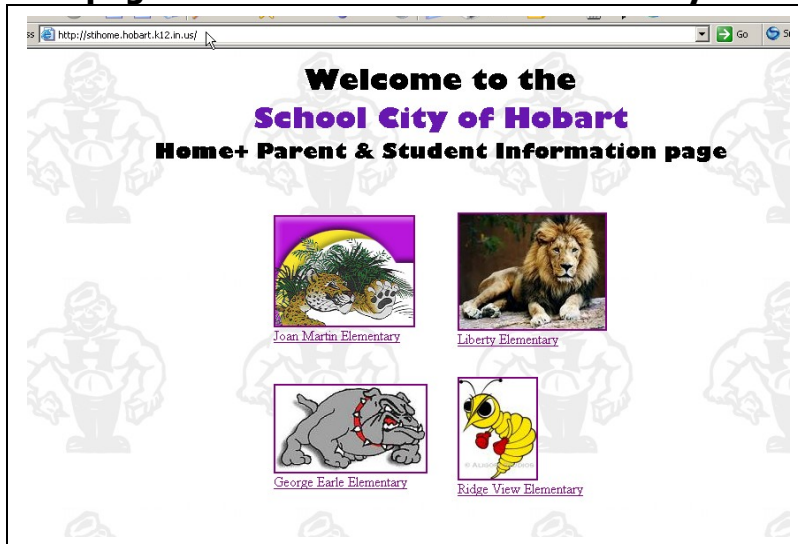 http://stihome.hobart.k12.in.us/
Go
Welcome to the
School City of Hobart
Home+ Parent & Student Information page
Joan Martin Elementary
Liberty Elementary
George Earle Elementary
Ridge View Elementary